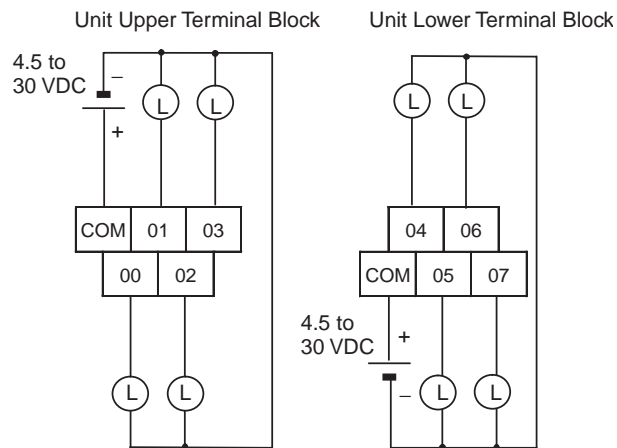 Unit Upper Terminal Block
Unit Lower Terminal Block
4.5 to
30 VDC
–
+
L
L
L
L
COM
01
03
04
06
00
02
COM
05
07
4.5 to
30 VDC
+
–
L
L
L
L